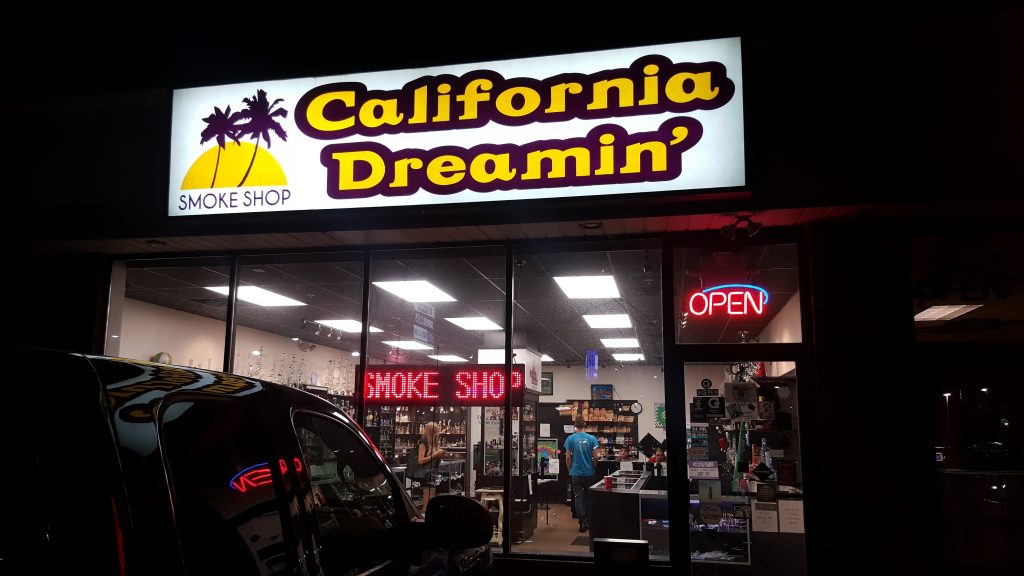 California
Dreamin'
SMOKE SHOP
OPEN
SMOKE SHOP